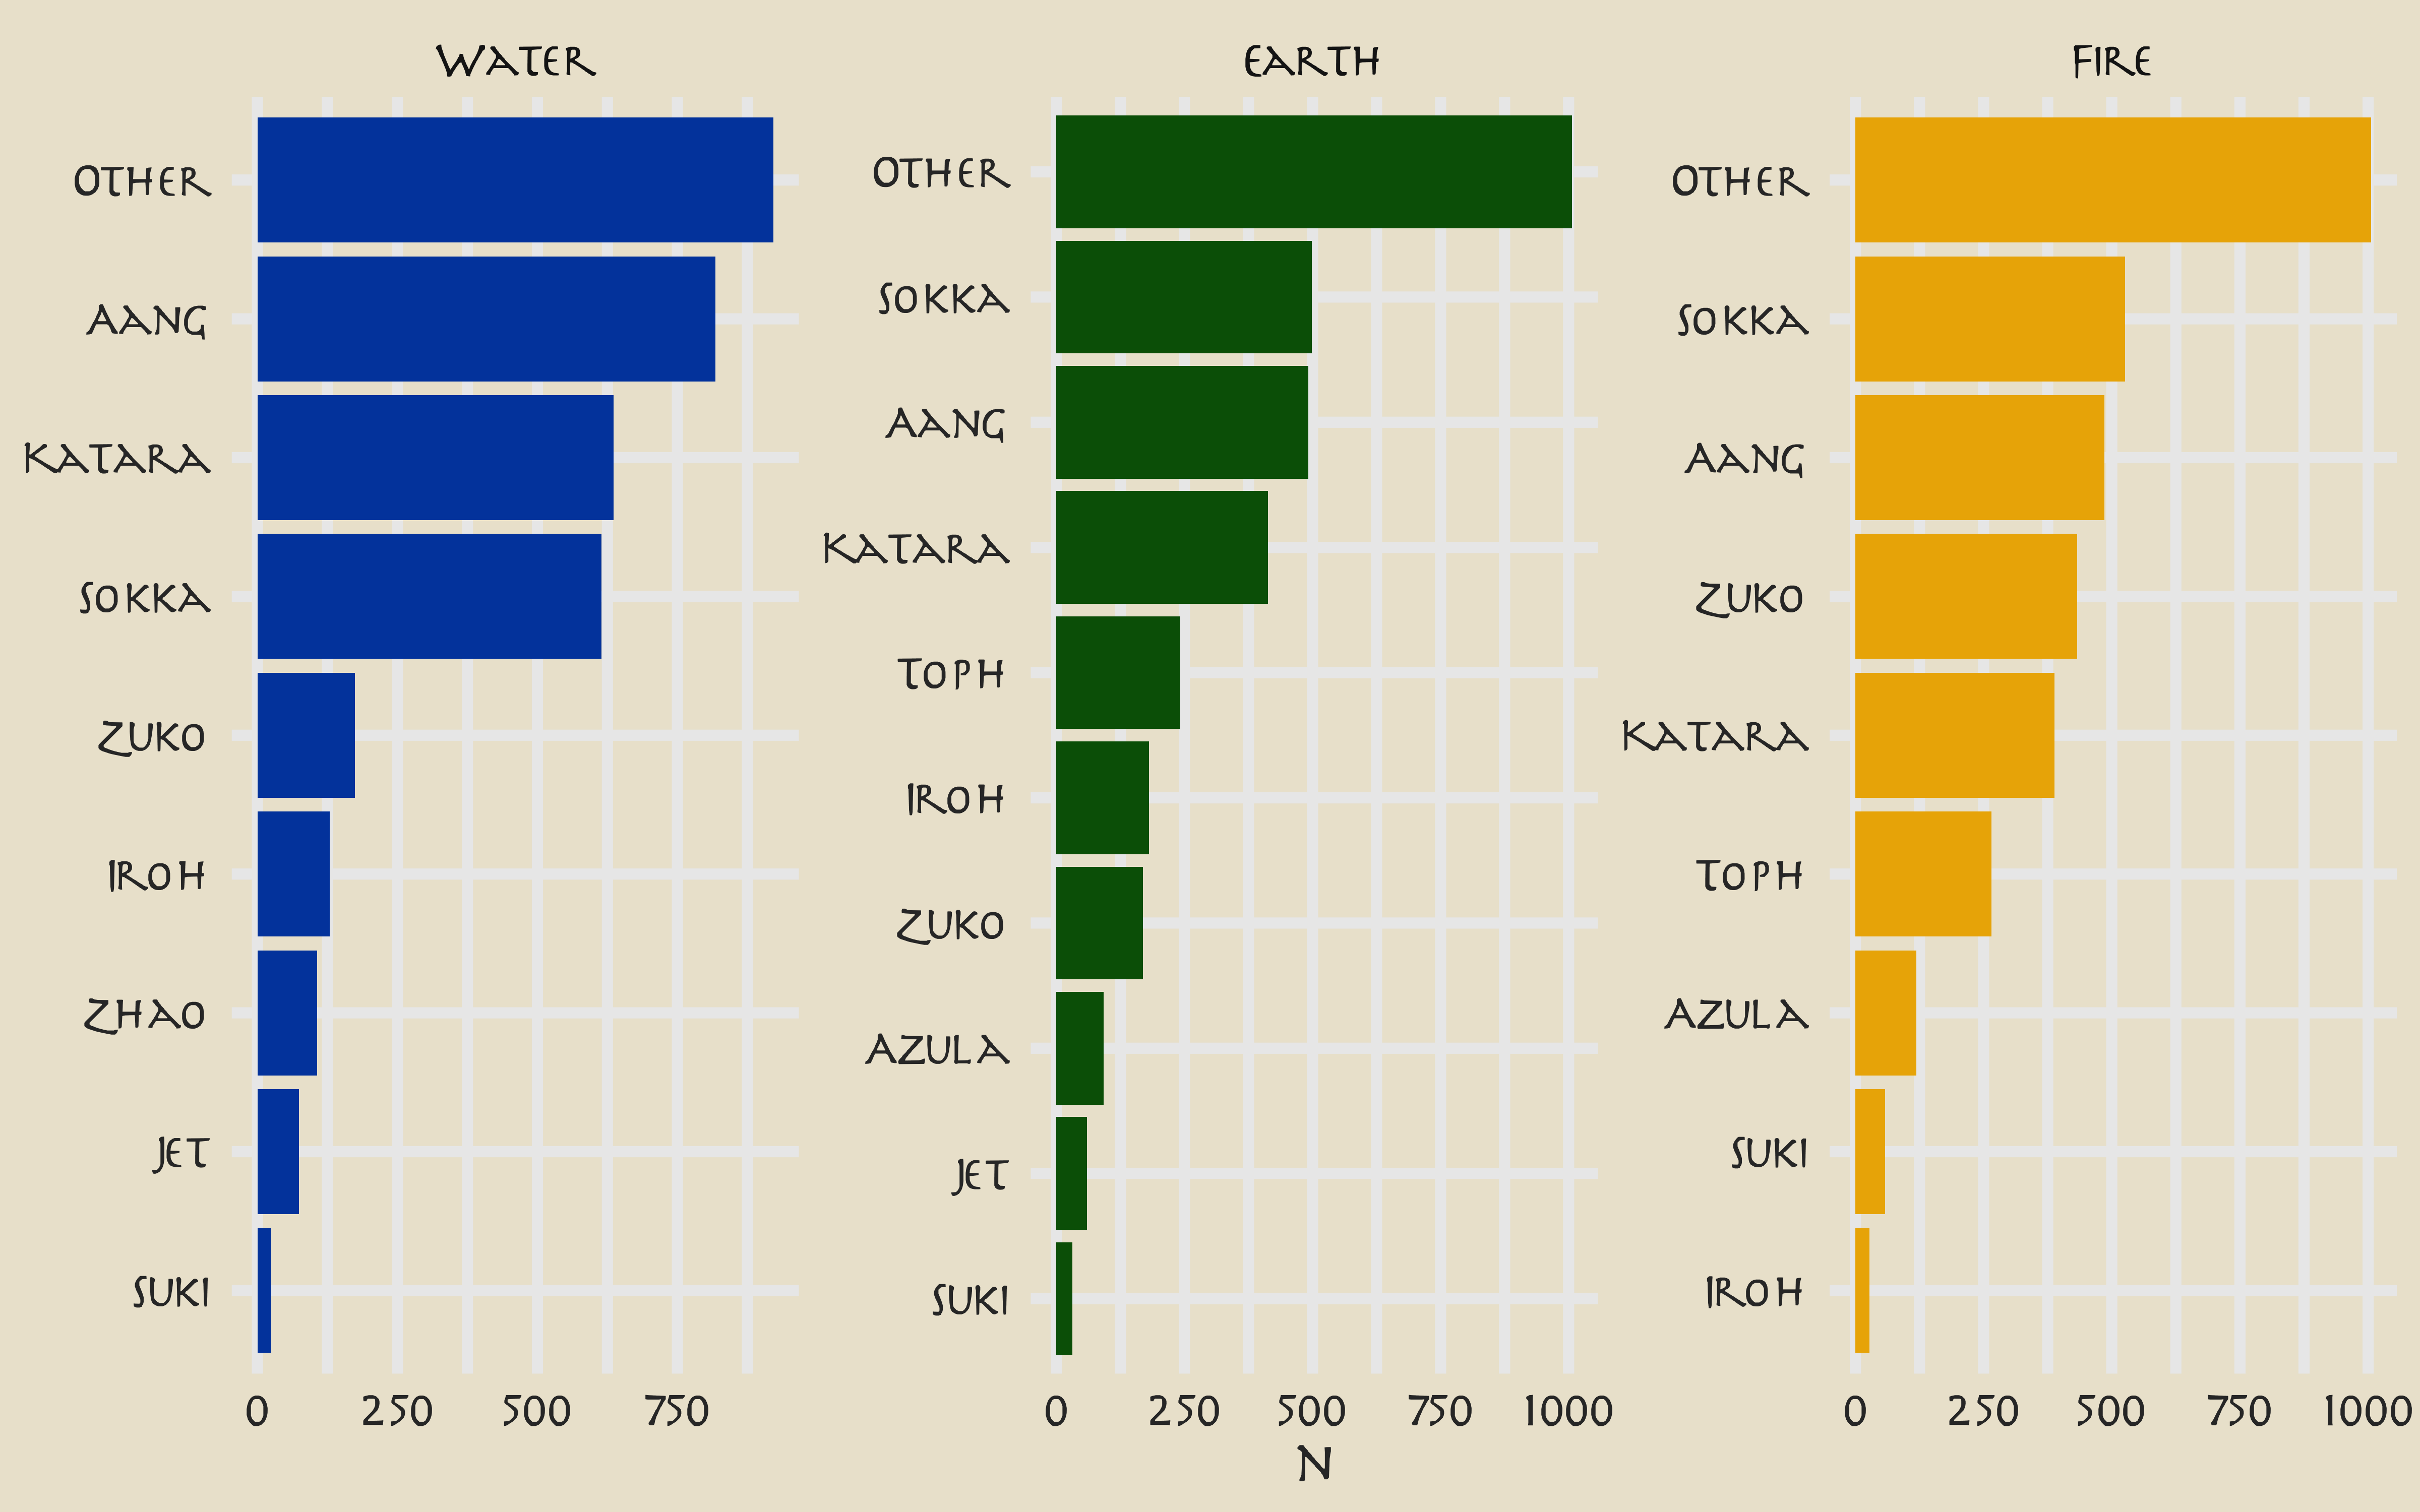 WATER
OTHER
AANG
KATARA
SOKKA
ZUKO
IROH
ZHAO
JET
SUKI
0 250 500 750
EARTH
OTHER
SOKKA
AANG
KATARA
TOPH
IROH
ZUKO
AZULA
JET
SUKI
0 250 500 750 1000
N
FIRE
OTHER
SOKKA
AANG
ZUKO
KATARA
TOPH
AZULA
SUKI
IROH
0 250 500 750 1000